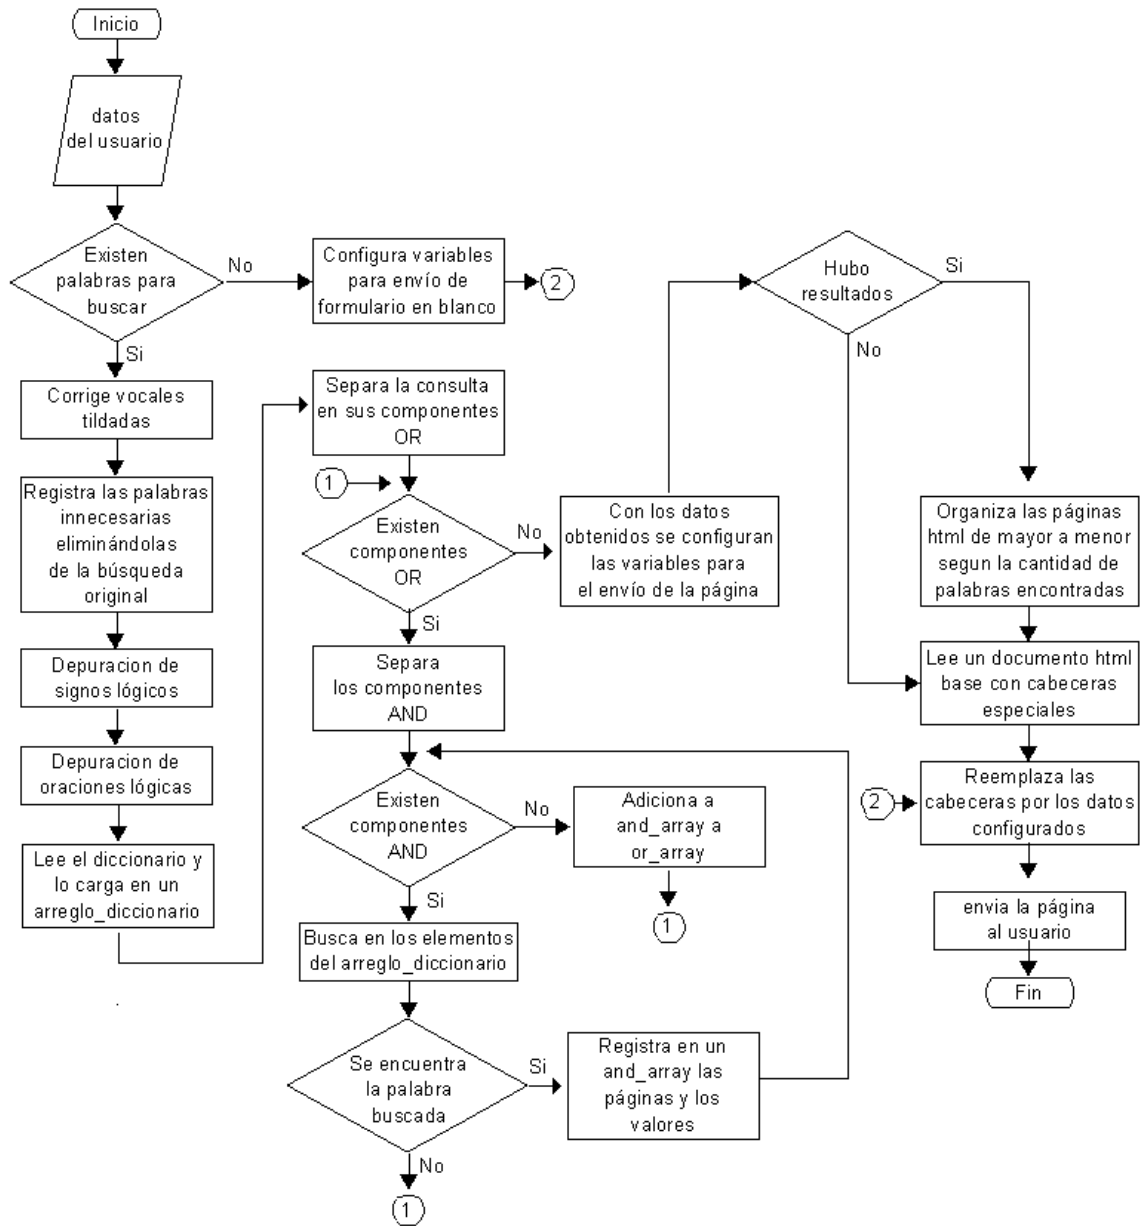 Inicio
datos
del usuario
Existen
palabras para
buscar
No
Configura variables
para envío de
formulario en blanco
2
Si
Corrige vocales
tildadas
Registra las palabras
innecesarias
eliminándolas
de la búsqueda
original
Depuracion de
signos lógicos
Depuracion de
oraciones lógicas
Lee el diccionario y
lo carga en un
arreglo_diccionario
Separa la consulta
en sus componentes
OR
1
Existen
componentes
OR
No
Con los datos
obtenidos se configuran
las variables para
el envío de la página
Si
Separa
los componentes
AND
Existen
componentes
AND
No
Adiciona a
and_array a
or_array
1
Si
Busca en los elementos
del arreglo_diccionario
Se encuentra
la palabra
buscada
Si
Registra en un
and_array las
páginas y los
valores
No
1
Hubo
resultados
Si
No
Organiza las páginas
html de mayor a menor
segun la cantidad de
palabras encontradas
Lee un documento html
base con cabeceras
especiales
2
Reemplaza las
cabeceras por los datos
configurados
envia la página
al usuario
Fin